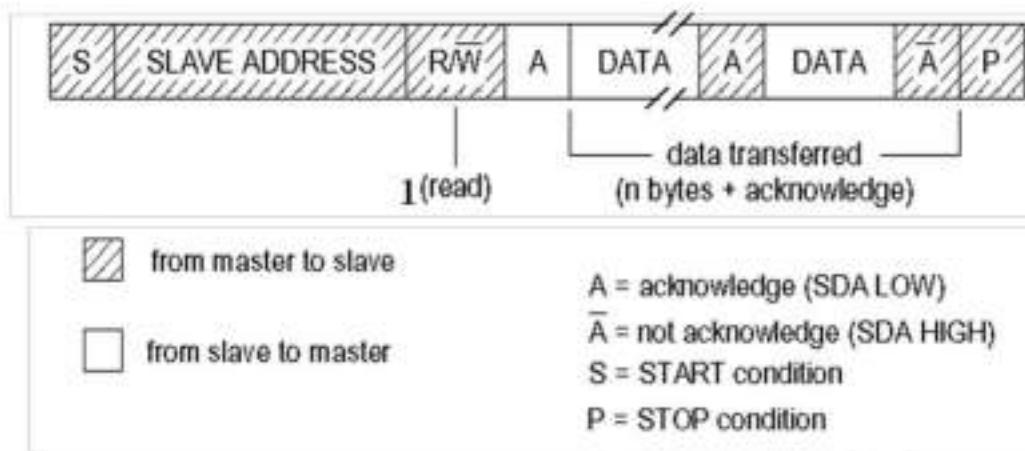 S SLAVE ADDRESS R/W̅ A DATA A DATA A̅ P
data transferred
1 (read) (n bytes + acknowledge)
from master to slave
from slave to master
A = acknowledge (SDA LOW)
A̅ = not acknowledge (SDA HIGH)
S = START condition
P = STOP condition